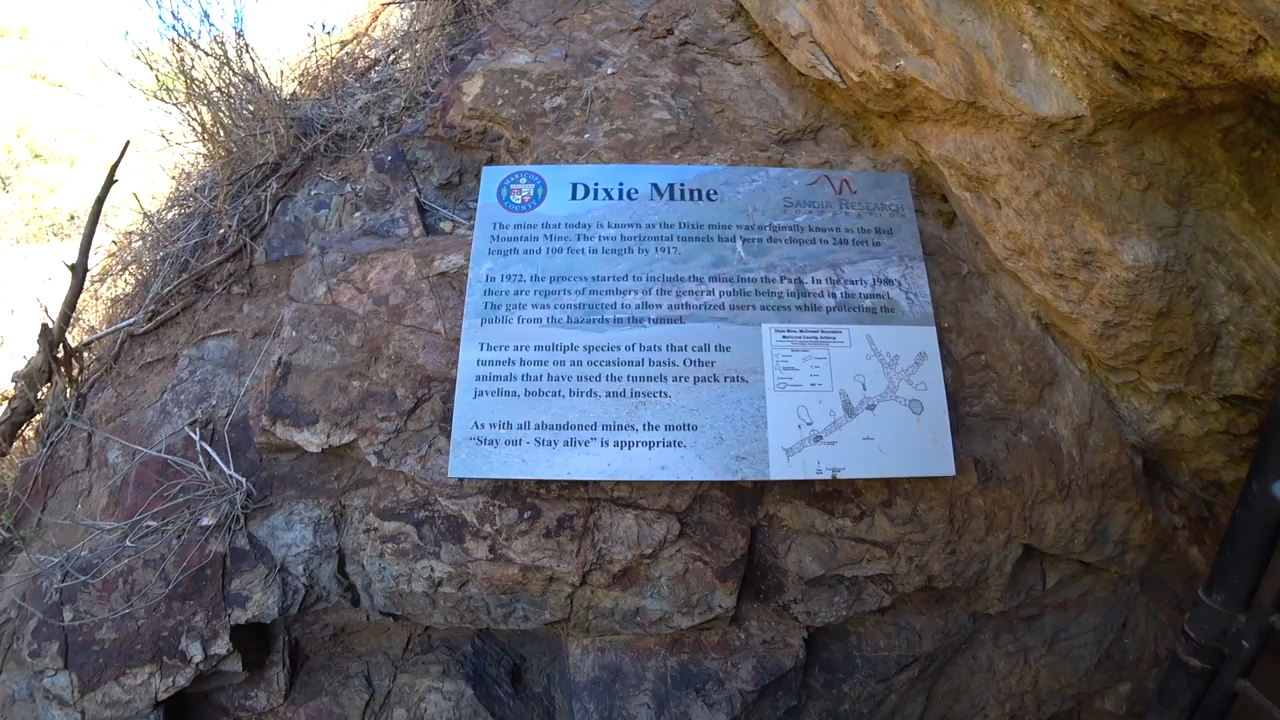 MARICOPA
COUNTY
Dixie Mine
SANDIA RESEARCH
CORPORATION
The mine that today is known as the Dixie mine was originally known as the Red
Mountain Mine. The two horizontal tunnels had been developed to 240 feet in
length and 100 feet in length by 1917.
In 1972, the process started to include the mine into the Park. In the early 1980's
there are reports of members of the general public being injured in the tunnel.
The gate was constructed to allow authorized users access while protecting the
public from the hazards in the tunnel.
There are multiple species of bats that call the
tunnels home on an occasional basis. Other
animals that have used the tunnels are pack rats,
javelina, bobcat, birds, and insects.
As with all abandoned mines, the motto
“Stay out - Stay alive” is appropriate.
Dixie Mine, McDowell Mountains
Maricopa County, Arizona